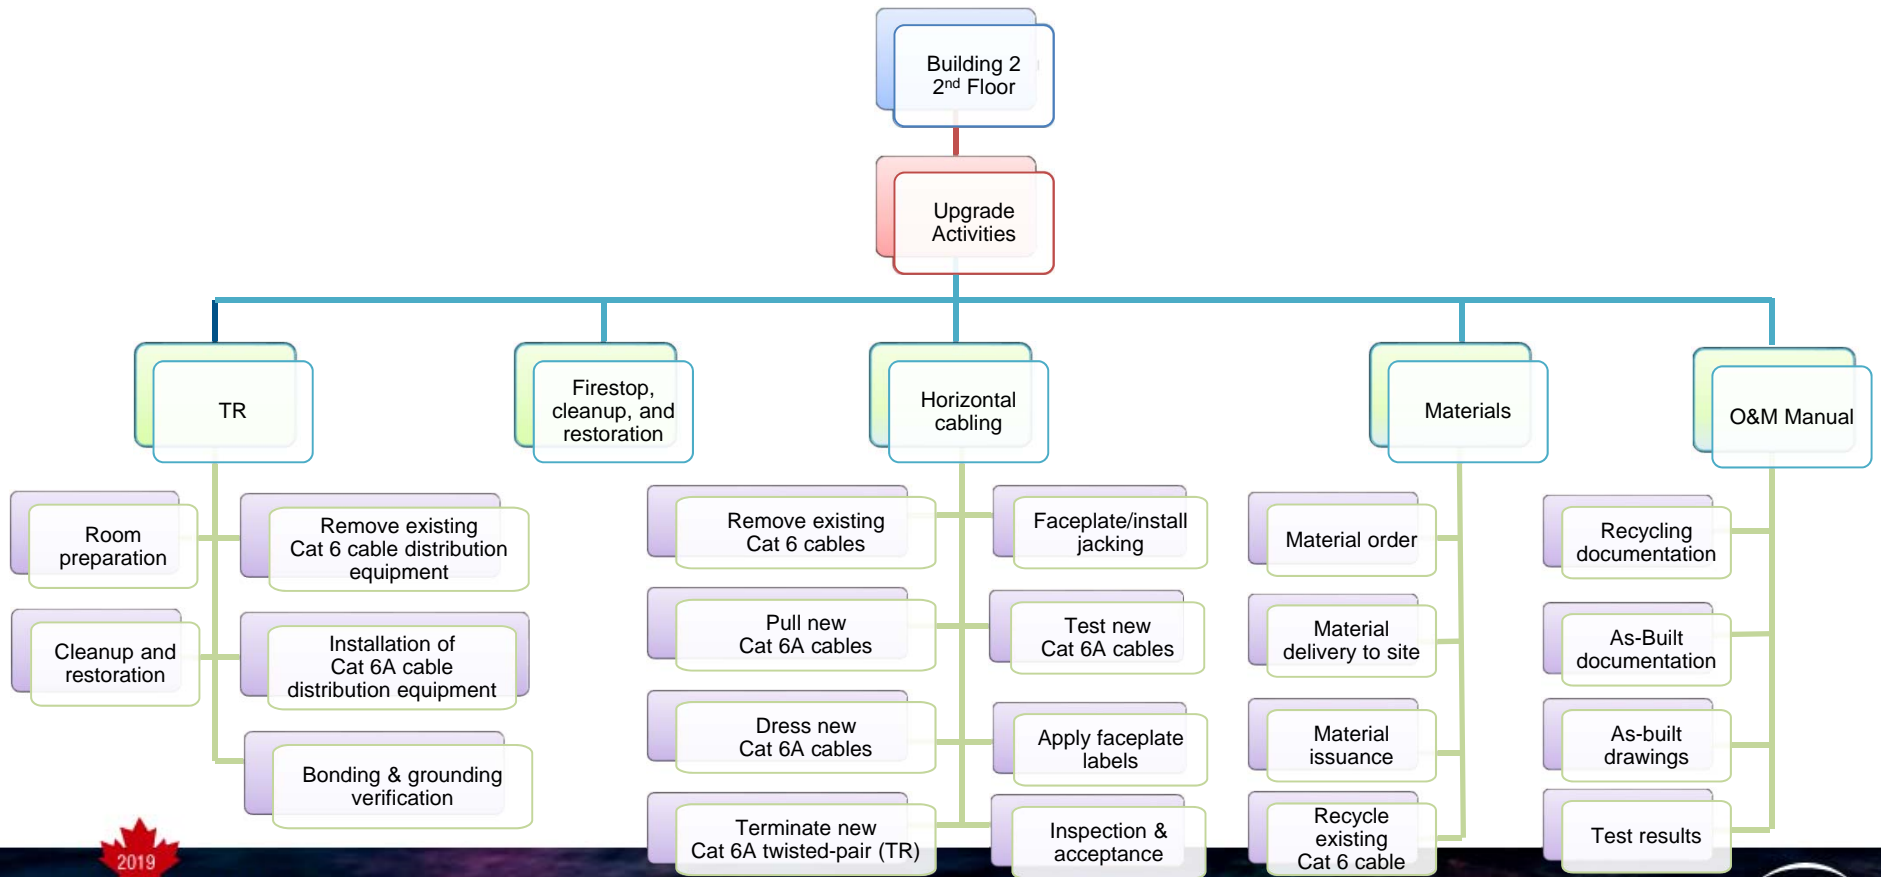 Building 2
2nd Floor
Upgrade
Activities
TR
Firestop,
cleanup, and
restoration
Horizontal
cabling
Materials
O&M Manual
Room
preparation
Remove existing
Cat 6 cable distribution
equipment
Cleanup and
restoration
Installation of
Cat 6A cable
distribution equipment
Bonding & grounding
verification
Remove existing
Cat 6 cables
Faceplate/install
jacking
Pull new
Cat 6A cables
Test new
Cat 6A cables
Dress new
Cat 6A cables
Apply faceplate
labels
Terminate new
Cat 6A twisted-pair (TR)
Inspection &
acceptance
Material order
Material
delivery to site
Material
issuance
Recycle
existing
Cat 6 cable
Recycling
documentation
As-Built
documentation
As-built
drawings
Test results
2019